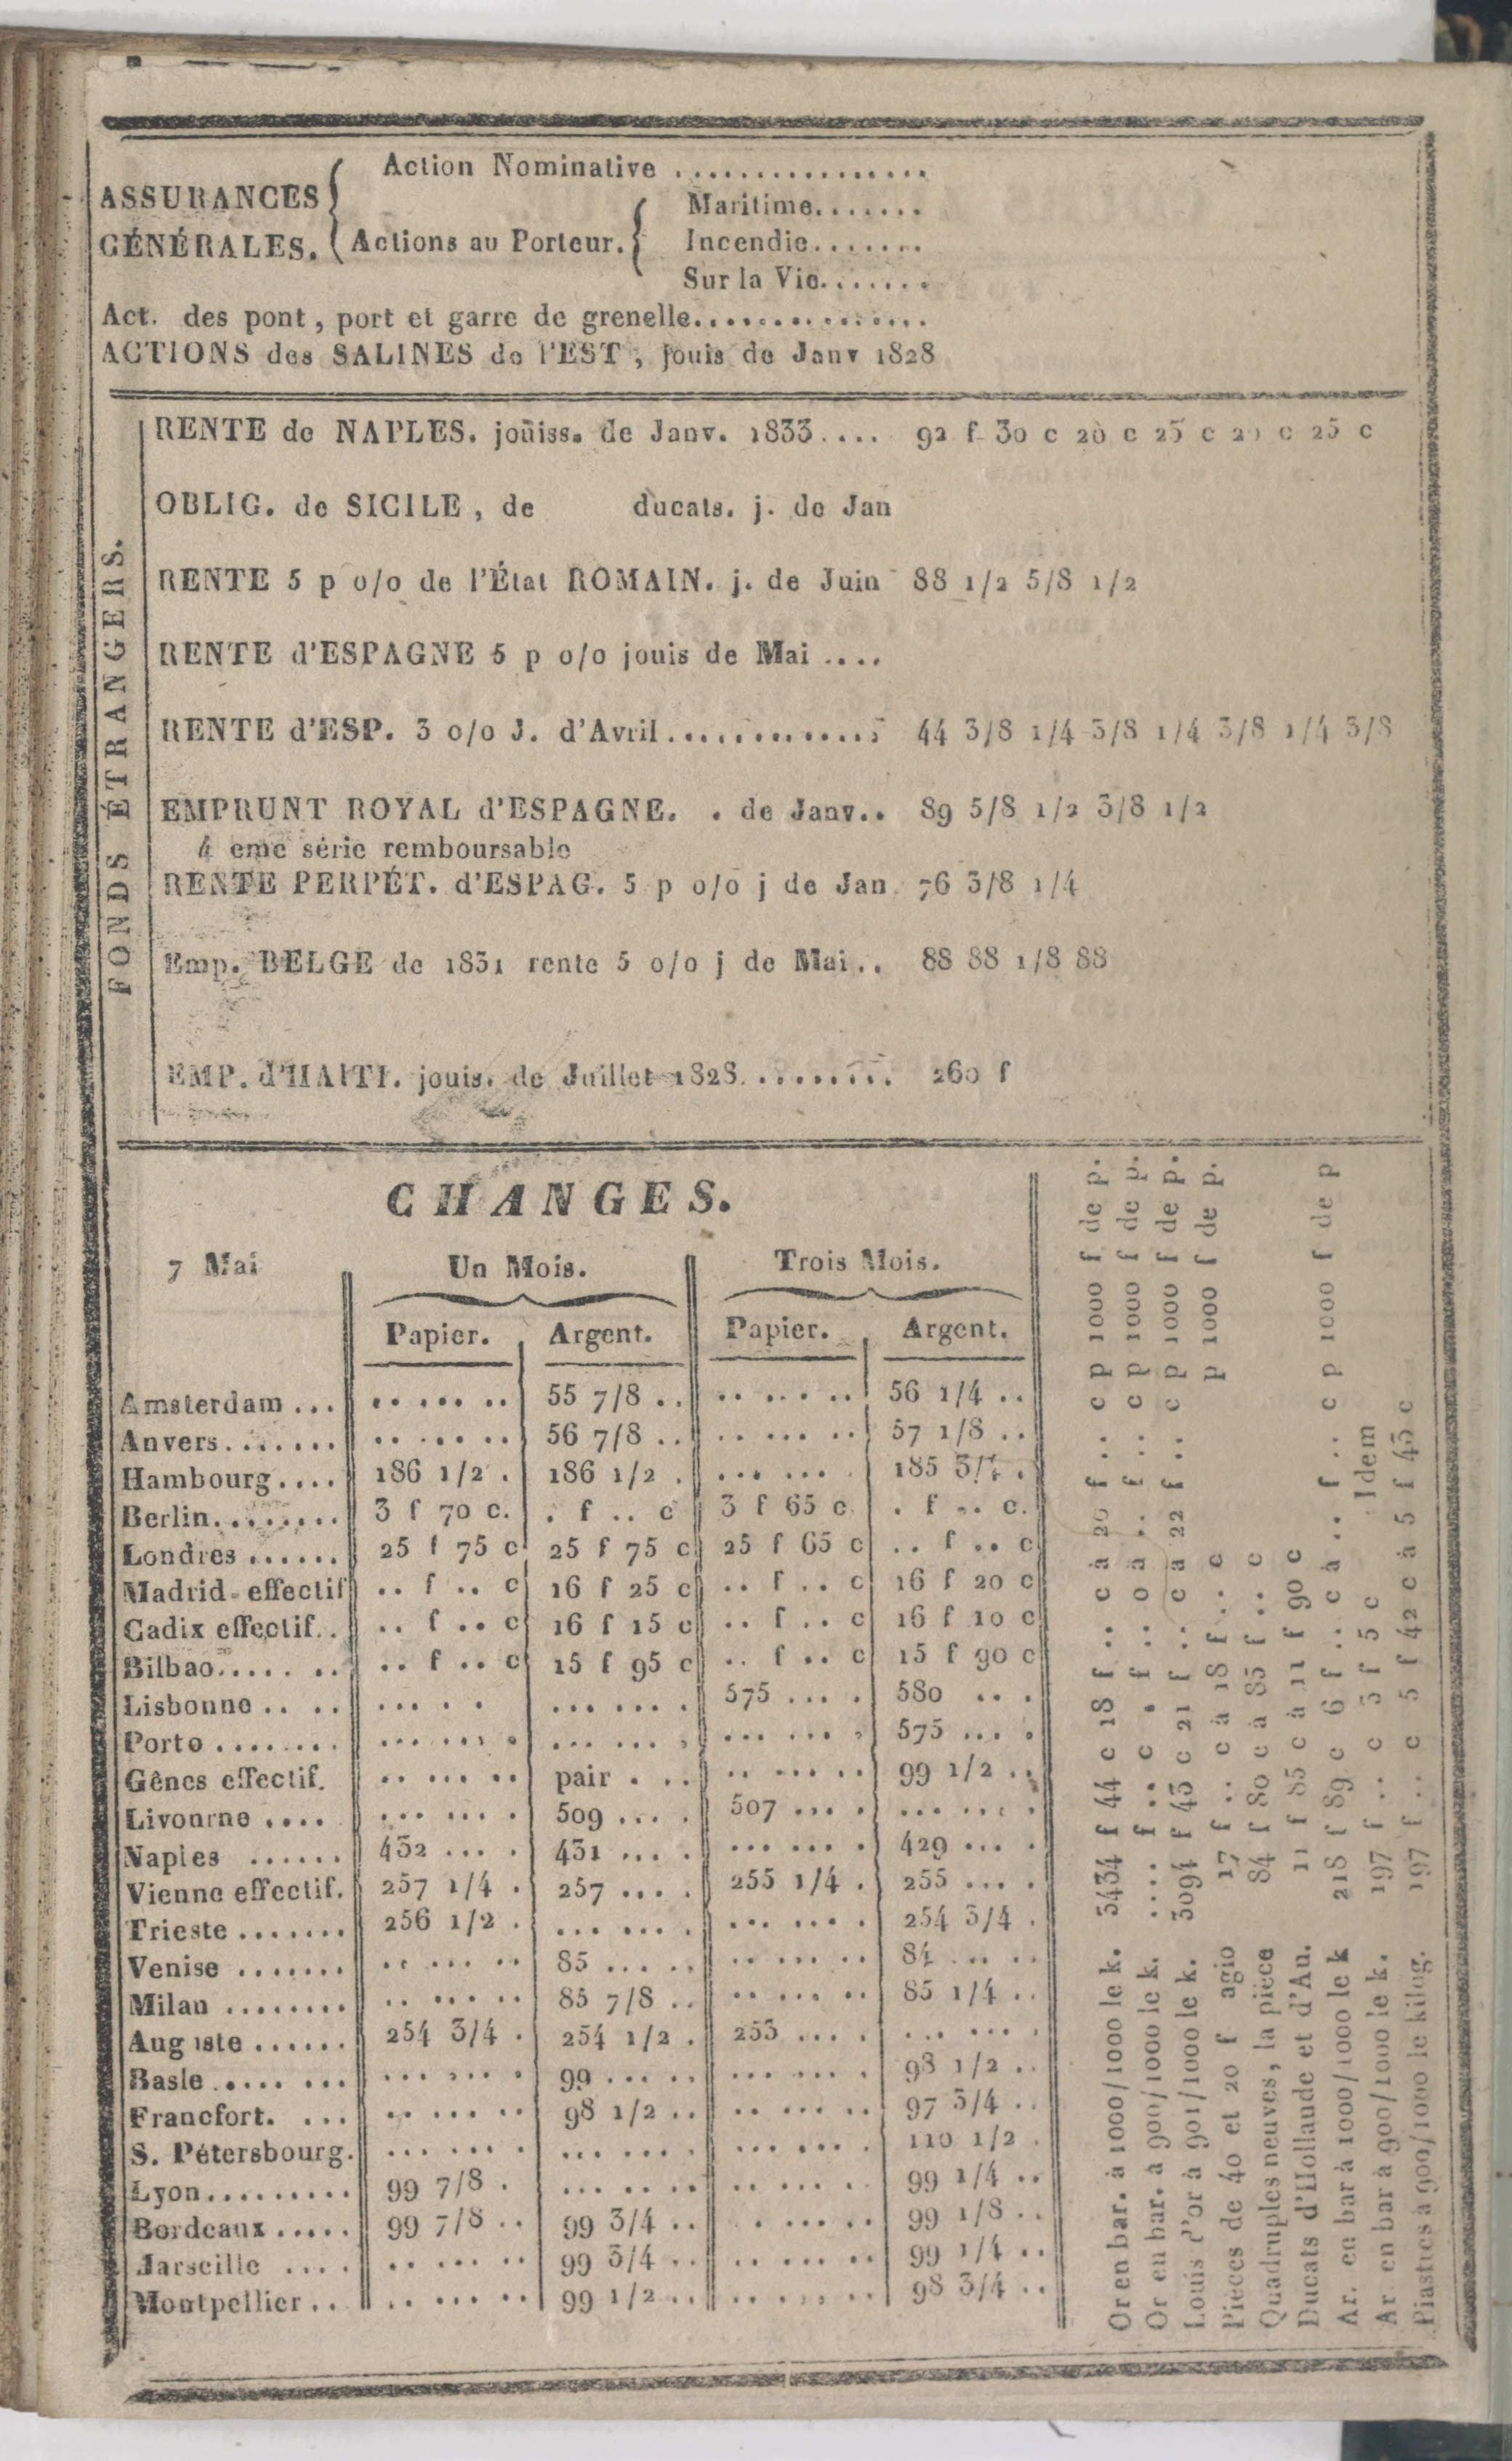 Action Nominative ................
ASSURANCES
GÉNÉRALES.
Actions au Porteur.
Maritime.......
Incendie.......
Sur la Vie.......
Act. des pont, port et garre de grenelle................
ACTIONS des SALINES de l'EST, jouis de Janv 1828
FONDS ÉTRANGERS.
RENTE de NAPLES. jouiss. de Janv. 1833.... 92 f 30 c 20 c 25 c 20 c 25 c
OBLIG. de SICILE, de ducats. j. de Jan
RENTE 5 p o/o de l'État ROMAIN. j. de Juin 88 1/2 5/8 1/2
RENTE d'ESPAGNE 5 p o/o jouis de Mai ....
RENTE d'ESP. 3 o/o J. d'Avril............ 44 3/8 1/4 3/8 1/4 3/8 1/4 3/8
EMPRUNT ROYAL d'ESPAGNE. . de Janv.. 89 5/8 1/2 3/8 1/2
4 eme série remboursable
RENTE PERPÉT. d'ESPAG. 5 p o/o j de Jan. 76 3/8 1/4
Emp. BELGE de 1831 rente 5 o/o j de Mai.. 88 88 1/8 88
EMP. d'HAITI. jouis. de Juillet 1828......... 260 f
CHANGES.
7 Mai Un Mois. Trois Mois.
Papier. Argent. Papier. Argent.
Amsterdam ... .. ... .. 55 7/8 .. .. ... .. 56 1/4 ..
Anvers....... .. ... .. 56 7/8 .. .. ... .. 57 1/8 ..
Hambourg.... 186 1/2 . 186 1/2 . ... ... . 185 3/4 .
Berlin........ 3 f 70 c. . f .. c 3 f 65 c. . f .. c.
Londres ...... 25 f 75 c 25 f 75 c 25 f 65 c .. f .. c
Madrid effectif .. f .. c 16 f 25 c .. f .. c 16 f 20 c
Cadix effectif.. .. f .. c 16 f 15 c .. f .. c 16 f 10 c
Bilbao..... .. .. f .. c 15 f 95 c .. f .. c 15 f 90 c
Lisbonne .. .. ... . . ... ... . 575 ... . 580 .. .
Porto ........ ... ... . ... ... . ... ... . 575 ... .
Gênes effectif. .. ... .. pair . .. .. ... .. 99 1/2 ..
Livourne .... ... ... . 509 ... . 507 ... . ... ... .
Naples ...... 432 ... . 431 ... . ... ... . 429 ... .
Vienne effectif. 257 1/4 . 257 ... . 255 1/4 . 255 ... .
Trieste ....... 256 1/2 . ... ... . ... ... . 254 3/4 .
Venise ....... .. ... .. 85 ... .. .. ... .. 84 ... ..
Milan ........ .. ... .. 85 7/8 .. .. ... .. 85 1/4 ..
Aug iste ...... 254 3/4 . 254 1/2 . 253 ... . ... ... .
Basle ..... ... ... ... . 99 ... .. ... ... . 98 1/2 ..
Francfort. ... .. ... .. 98 1/2 .. .. ... .. 97 3/4 ..
S. Pétersbourg. ... ... . ... ... . ... ... . 110 1/2 .
Lyon......... 99 7/8 . ... ... .. .. ... . 99 1/4 ..
Bordeaux ..... 99 7/8 .. 99 3/4 .. . ... .. 99 1/8 ..
Marseille .... .. ... .. 99 3/4 .. .. ... .. 99 1/4 ..
Montpellier.. .. ... .. 99 1/2 .. .. ... .. 98 3/4 ..
Or en bar. à 1000/1000 le k. 3434 f 44 c 18 f .. c à 20 f .. c p 1000 f de p.
Or en bar. à 900/1000 le k. .... f .. c . f .. o à .. f .. c p 1000 f de p.
Louis d'or à 901/1000 le k. 3094 f 43 c 21 f .. c à 22 f .. c p 1000 f de p.
Pieces de 40 et 20 f agio 17 f .. c à 18 f .. c p 1000 f de p.
Quadruples neuves, la pièce 84 f 80 c à 85 f .. c
Ducats d'Hollande et d'Au. 11 f 85 c à 11 f 90 c
Ar. en bar à 1000/1000 le k 218 f 89 c 6 f .. c à .. f .. c p 1000 f de p
Ar. en bar à 900/1000 le k. 197 f .. c 3 f 5 c Idem
Piastres à 900/1000 le kilog. 197 f .. c 5 f 42 c à 5 f 43 c